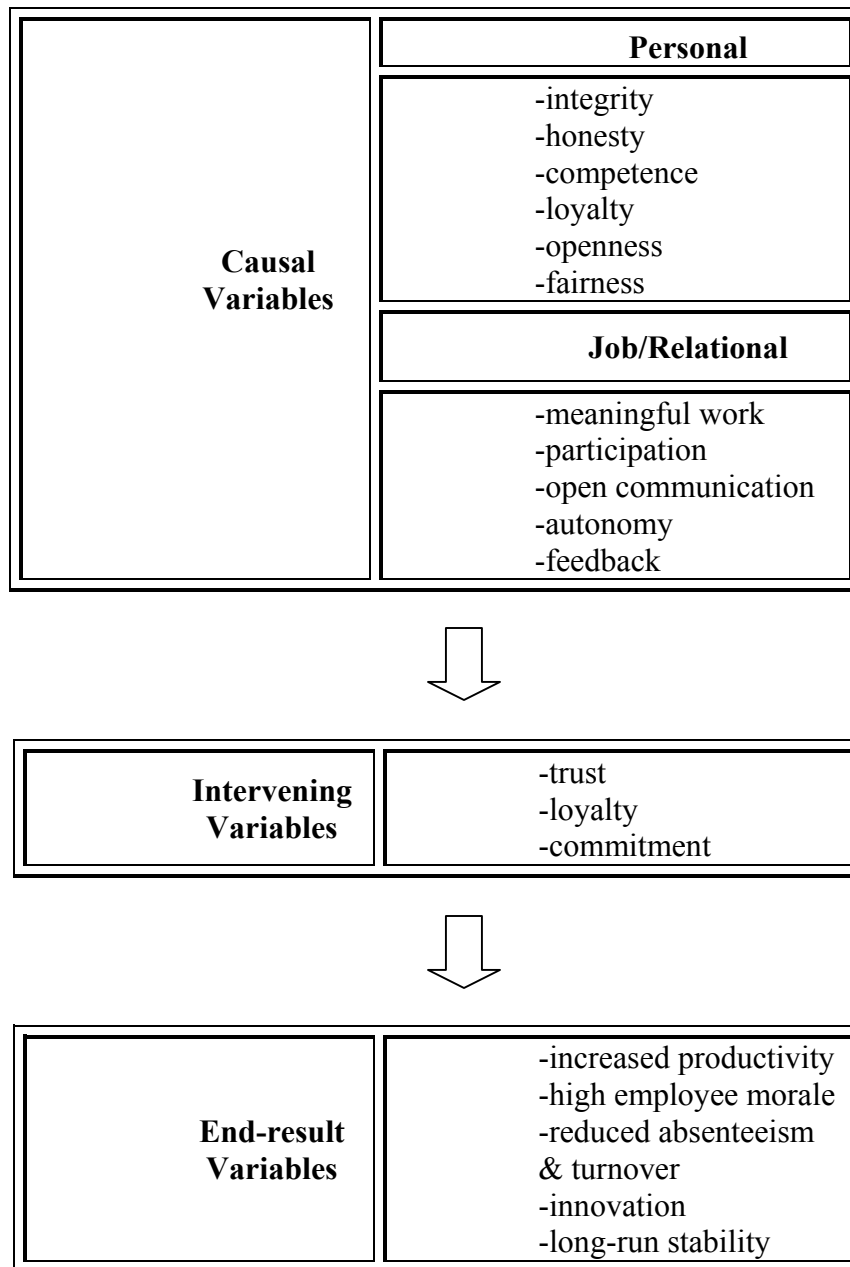 Causal
Variables
Personal
-integrity
-honesty
-competence
-loyalty
-openness
-fairness
Job/Relational
-meaningful work
-participation
-open communication
-autonomy
-feedback
Intervening
Variables
-trust
-loyalty
-commitment
End-result
Variables
-increased productivity
-high employee morale
-reduced absenteeism
& turnover
-innovation
-long-run stability